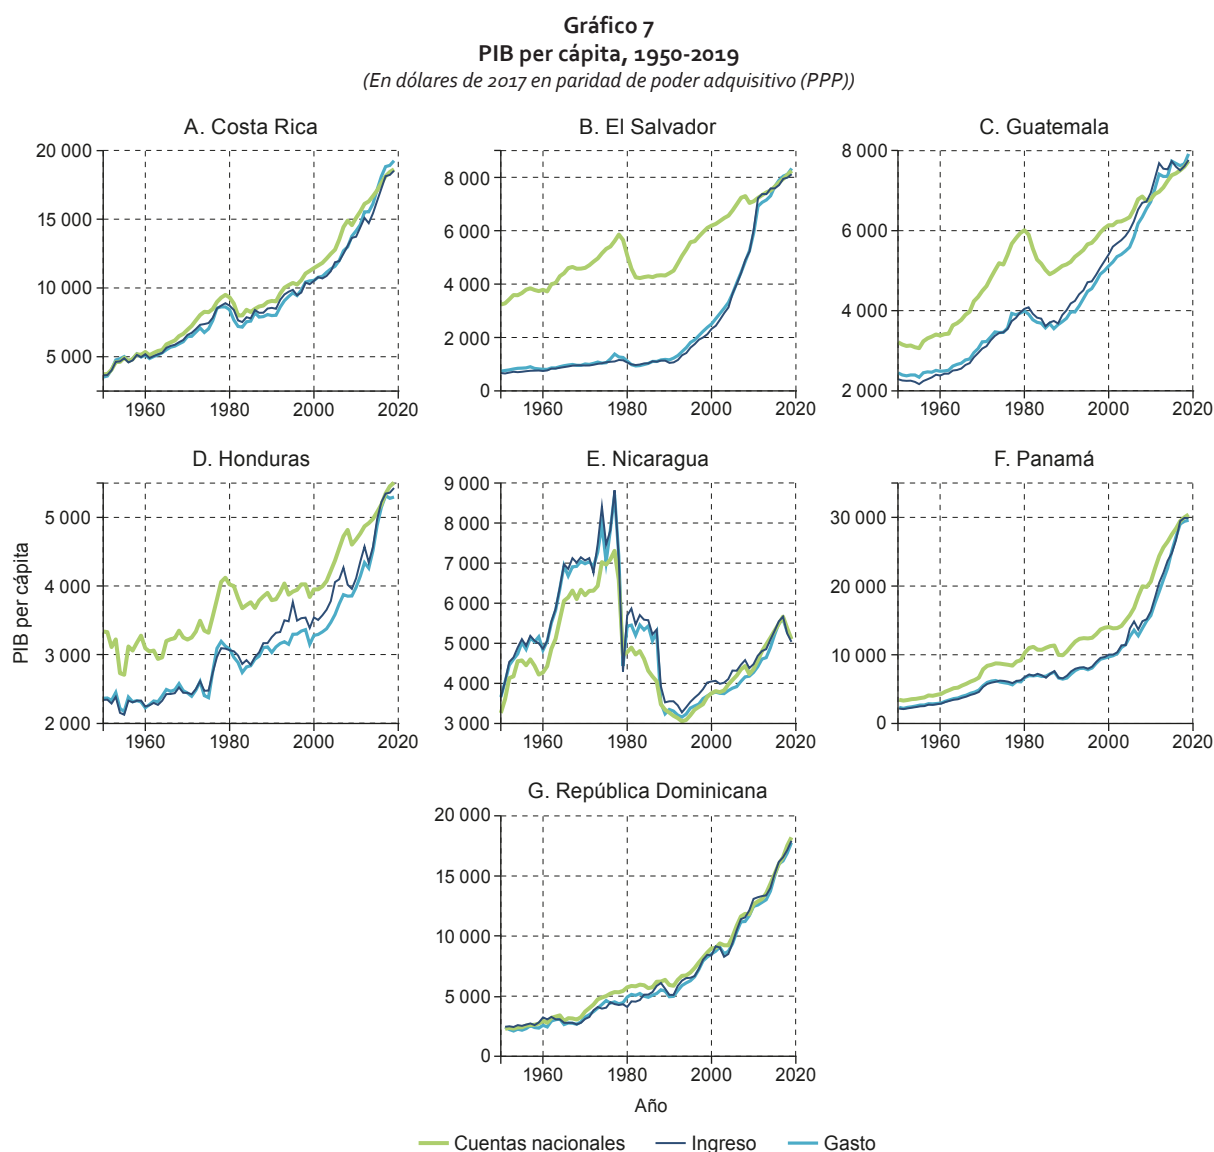 Gráfico 7
PIB per cápita, 1950-2019
(En dólares de 2017 en paridad de poder adquisitivo (PPP))
A. Costa Rica
20 000
15 000
10 000
5 000
1960 1980 2000 2020
B. El Salvador
8 000
6 000
4 000
2 000
0
1960 1980 2000 2020
C. Guatemala
8 000
6 000
4 000
2 000
1960 1980 2000 2020
PIB per cápita
D. Honduras
5 000
4 000
3 000
2 000
1960 1980 2000 2020
E. Nicaragua
9 000
8 000
7 000
6 000
5 000
4 000
3 000
1960 1980 2000 2020
F. Panamá
30 000
20 000
10 000
0
1960 1980 2000 2020
G. República Dominicana
20 000
15 000
10 000
5 000
0
1960 1980 2000 2020
Año
Cuentas nacionales Ingreso Gasto